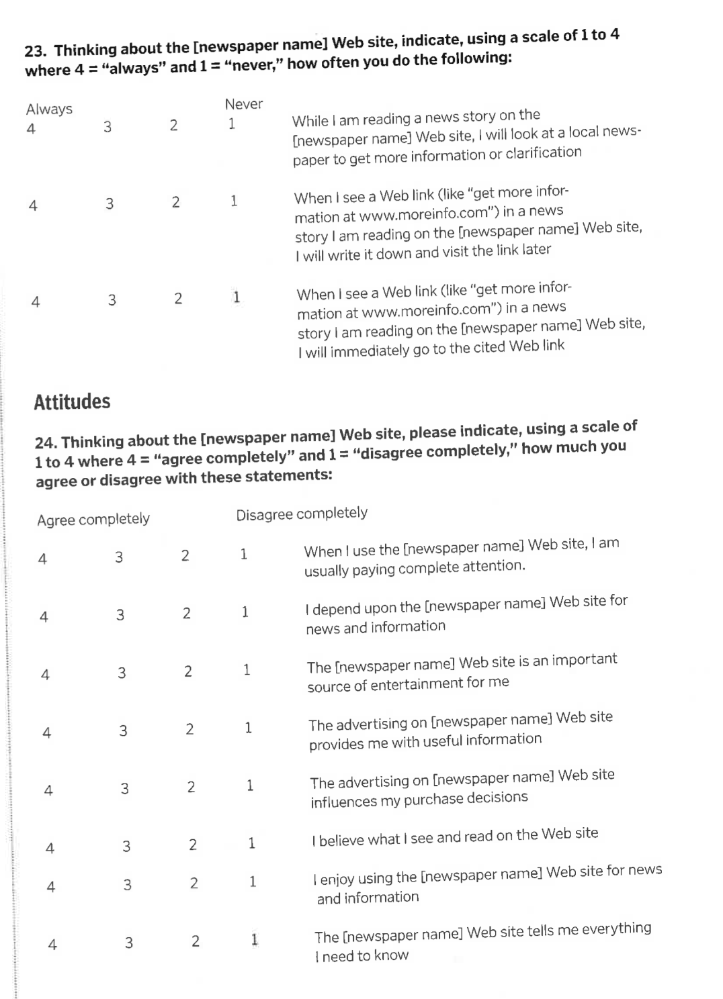 23. Thinking about the [newspaper name] Web site, indicate, using a scale of 1 to 4
where 4 = “always” and 1 = “never,” how often you do the following:
Always Never
4 3 2 1 While I am reading a news story on the
[newspaper name] Web site, I will look at a local news-
paper to get more information or clarification
4 3 2 1 When I see a Web link (like “get more infor-
mation at www.moreinfo.com”) in a news
story I am reading on the [newspaper name] Web site,
I will write it down and visit the link later
4 3 2 1 When I see a Web link (like “get more infor-
mation at www.moreinfo.com”) in a news
story I am reading on the [newspaper name] Web site,
I will immediately go to the cited Web link
Attitudes
24. Thinking about the [newspaper name] Web site, please indicate, using a scale of
1 to 4 where 4 = “agree completely” and 1 = “disagree completely,” how much you
agree or disagree with these statements:
Agree completely Disagree completely
4 3 2 1 When I use the [newspaper name] Web site, I am
usually paying complete attention.
4 3 2 1 I depend upon the [newspaper name] Web site for
news and information
4 3 2 1 The [newspaper name] Web site is an important
source of entertainment for me
4 3 2 1 The advertising on [newspaper name] Web site
provides me with useful information
4 3 2 1 The advertising on [newspaper name] Web site
influences my purchase decisions
4 3 2 1 I believe what I see and read on the Web site
4 3 2 1 I enjoy using the [newspaper name] Web site for news
and information
4 3 2 1 The [newspaper name] Web site tells me everything
I need to know